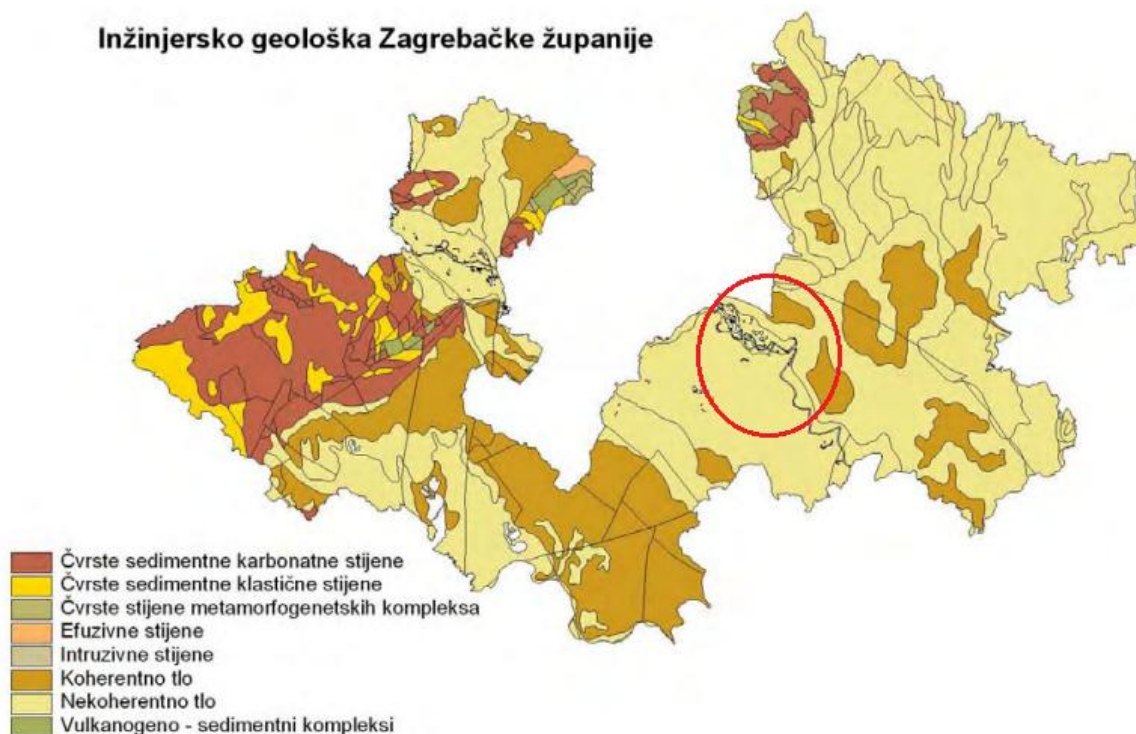 Inžinjersko geološka Zagrebačke županije
Čvrste sedimentne karbonatne stijene
Čvrste sedimentne klastične stijene
Čvrste stijene metamorfogenetskih kompleksa
Efuzivne stijene
Intruzivne stijene
Koherentno tlo
Nekoherentno tlo
Vulkanogeno - sedimentni kompleksi